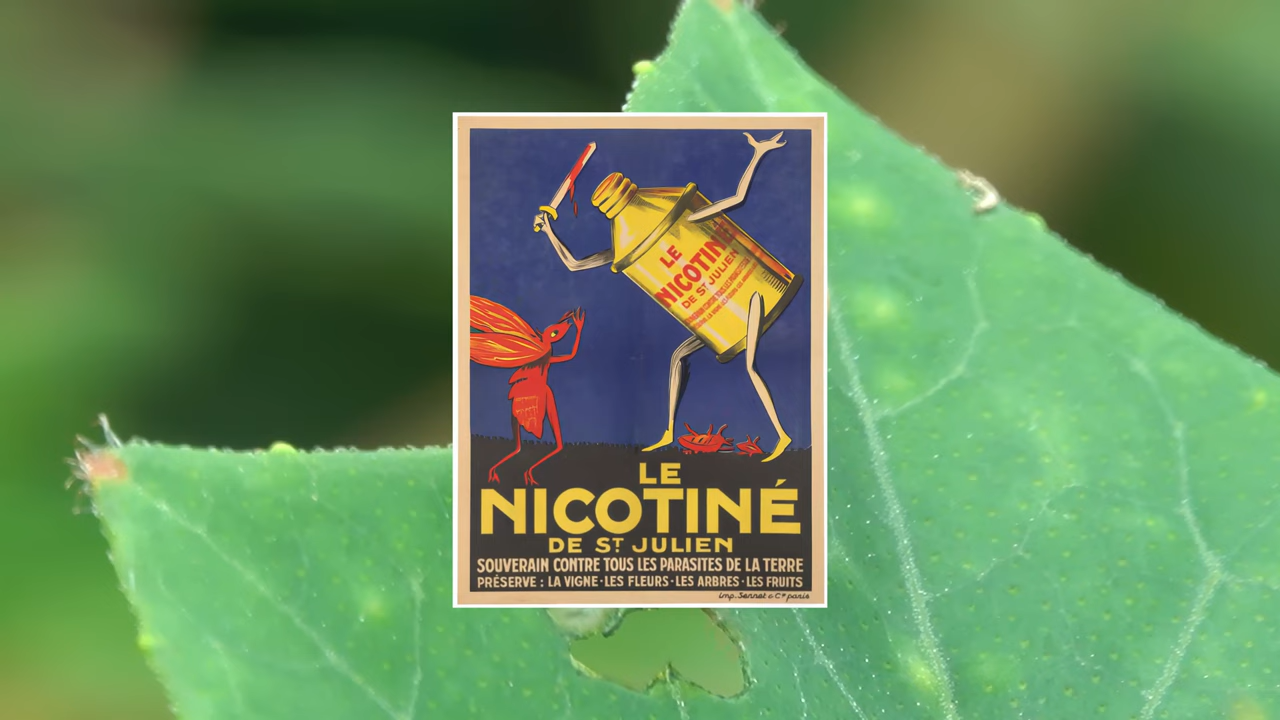 LE
NICOTINÉ
DE ST JULIEN
LE
NICOTINÉ
DE ST JULIEN
SOUVERAIN CONTRE TOUS LES PARASITES DE LA TERRE
PRÉSERVE : LA VIGNE · LES FLEURS · LES ARBRES · LES FRUITS
imp. Sennet & Cie paris